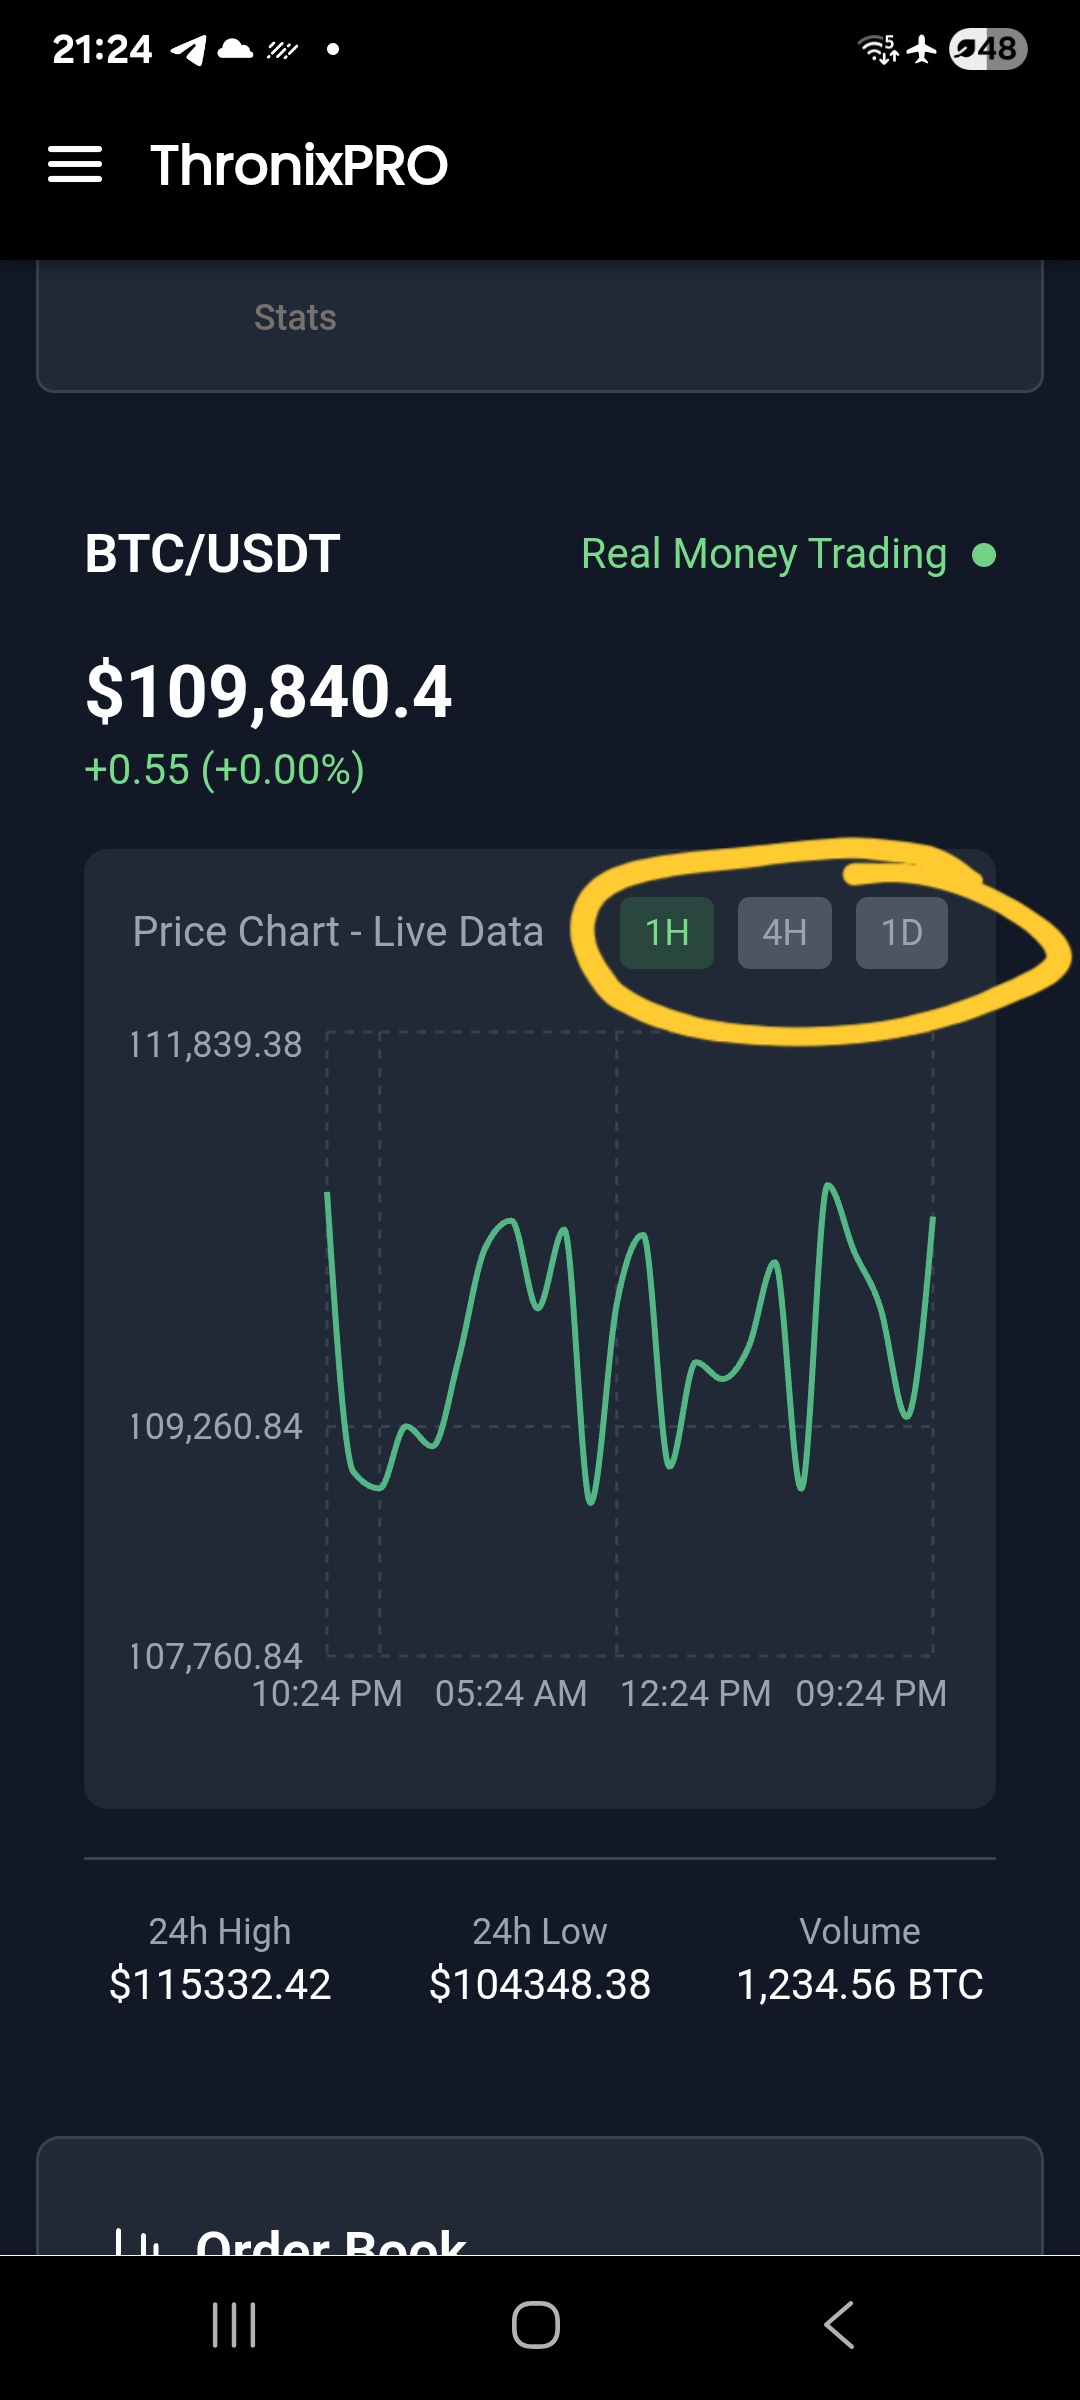 21:24
48
ThronixPRO
Stats
BTC/USDT
Real Money Trading
$109,840.4
+0.55 (+0.00%)
Price Chart - Live Data
1H 4H 1D
111,839.38
109,260.84
107,760.84
10:24 PM 05:24 AM 12:24 PM 09:24 PM
24h High 24h Low Volume
$115332.42 $104348.38 1,234.56 BTC
Order Book